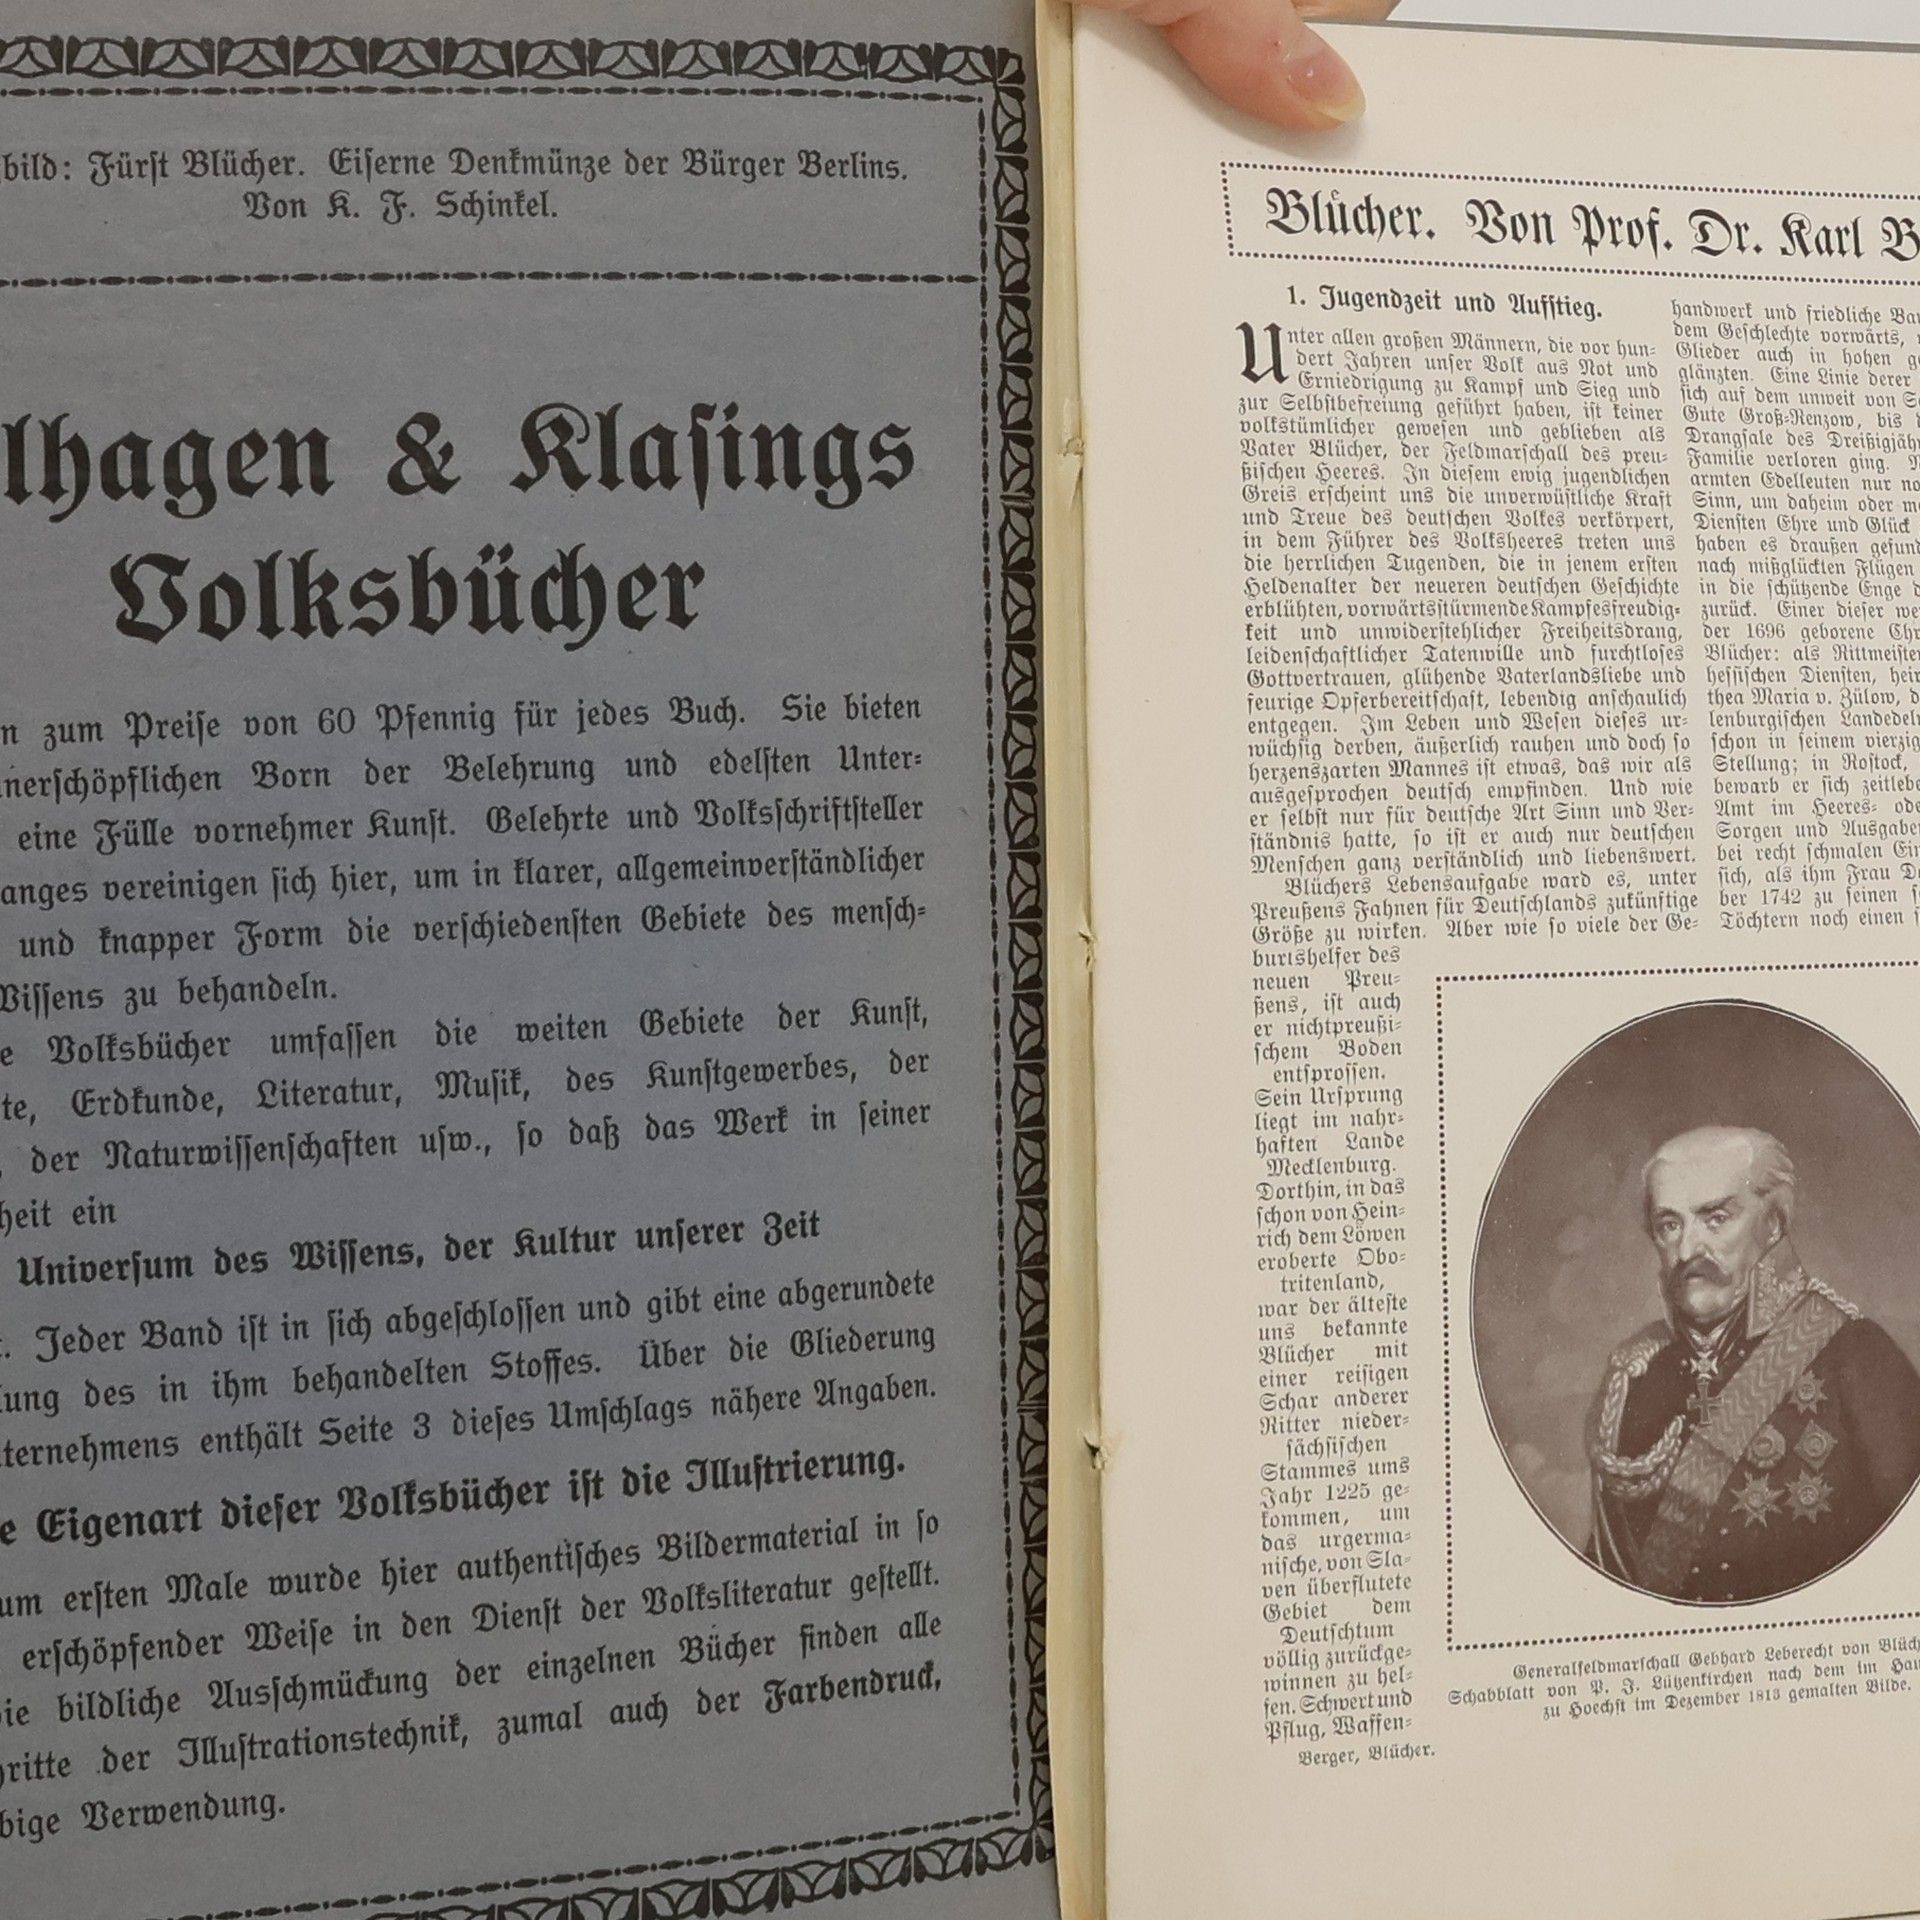 bild: Fürst Blücher. Eiserne Denkmünze der Bürger Berlins.
Von K. F. Schinkel.
lhagen & Klasings
Volksbücher
n zum Preise von 60 Pfennig für jedes Buch. Sie bieten
nerschöpflichen Born der Belehrung und edelsten Unter-
eine Fülle vornehmer Kunst. Gelehrte und Volksschriftsteller
anges vereinigen sich hier, um in klarer, allgemeinverständlicher
und knapper Form die verschiedensten Gebiete des mensch-
Wissens zu behandeln.
e Volksbücher umfassen die weiten Gebiete der Kunst,
te, Erdkunde, Literatur, Musik, des Kunstgewerbes, der
, der Naturwissenschaften usw., so daß das Werk in seiner
heit ein
Universum des Wissens, der Kultur unserer Zeit
. Jeder Band ist in sich abgeschlossen und gibt eine abgerundete
lung des in ihm behandelten Stoffes. Über die Gliederung
ternehmens enthält Seite 3 dieses Umschlags nähere Angaben.
e Eigenart dieser Volksbücher ist die Illustrierung.
um ersten Male wurde hier authentisches Bildermaterial in so
erschöpfender Weise in den Dienst der Volksliteratur gestellt.
ie bildliche Ausschmückung der einzelnen Bücher finden alle
hritte der Illustrationstechnik, zumal auch der Farbendruck,
bige Verwendung.
Blücher. Von Prof. Dr. Karl B
1. Jugendzeit und Aufstieg.
Unter allen großen Männern, die vor hun-
dert Jahren unser Volk aus Not und
Erniedrigung zu Kampf und Sieg und
zur Selbstbefreiung geführt haben, ist keiner
volkstümlicher gewesen und geblieben als
Vater Blücher, der Feldmarschall des preu-
ßischen Heeres. In diesem ewig jugendlichen
Greis erscheint uns die unverwüstliche Kraft
und Treue des deutschen Volkes verkörpert,
in dem Führer des Volksheeres treten uns
die herrlichen Tugenden, die in jenem ersten
Heldenalter der neueren deutschen Geschichte
erblühten, vorwärtsstürmende Kampfesfreudig-
keit und unwiderstehlicher Freiheitsdrang,
leidenschaftlicher Tatenwille und furchtloses
Gottvertrauen, glühende Vaterlandsliebe und
feurige Opferbereitschaft, lebendig anschaulich
entgegen. Im Leben und Wesen dieses ur-
wüchsig derben, äußerlich rauhen und doch so
herzenszarten Mannes ist etwas, das wir als
ausgesprochen deutsch empfinden. Und wie
er selbst nur für deutsche Art Sinn und Ver-
ständnis hatte, so ist er auch nur deutschen
Menschen ganz verständlich und liebenswert.
Blüchers Lebensaufgabe ward es, unter
Preußens Fahnen für Deutschlands zukünftige
Größe zu wirken. Aber wie so viele der Ge-
burtshelfer des
neuen Preu-
ßens, ist auch
er nichtpreußi-
schem Boden
entsprossen.
Sein Ursprung
liegt im nahr-
haften Lande
Mecklenburg.
Dorthin, in das
schon von Hein-
rich dem Löwen
eroberte Obo-
tritenland,
war der älteste
uns bekannte
Blücher mit
einer reisigen
Schar anderer
Ritter nieder-
sächsischen
Stammes ums
Jahr 1225 ge-
kommen, um
das urgerma-
nische, von Sla-
ven überflutete
Gebiet dem
Deutschtum
völlig zurückge-
winnen zu hel-
fen. Schwert und
Pflug, Waffen-
Berger, Blücher.
handwerk und friedliche Bau
dem Geschlechte vorwärts,
Glieder auch in hohen ge
glänzten. Eine Linie derer
sich auf dem unweit von Se
Gute Groß-Renzow, bis
Drangsale des Dreißigjähr
Familie verloren ging.
armten Edelleuten nur no
Sinn, um daheim oder
Diensten Ehre und Glück
haben es draußen gefund
nach mißglückten Flügen
in die schützende Enge d
zurück. Einer dieser we
der 1696 geborene Chr
Blücher: als Rittmeister
hessischen Diensten, heir
thea Maria v. Zülow, d
lenburgischen Landedeln
schon in seinem vierzig
Stellung; in Rostock,
bewarb er sich zeitlebe
Amt im Heeres- ode
Sorgen und Ausgaben
bei recht schmalen Ein
sich, als ihm Frau Do
ber 1742 zu seinen s
Töchtern noch einen s
Generalfeldmarschall Gebhard Leberecht von Blüch
Schabblatt von P. J. Lützenkirchen nach dem im Hau
zu Hoechst im Dezember 1813 gemalten Bilde.